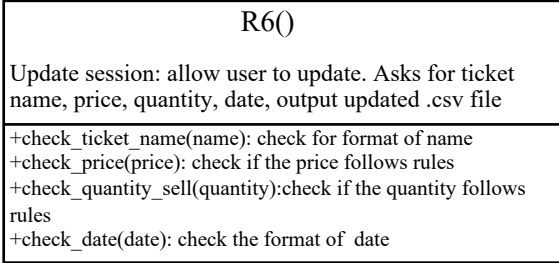 R6()
Update session: allow user to update. Asks for ticket
name, price, quantity, date, output updated .csv file
+check_ticket_name(name): check for format of name
+check_price(price): check if the price follows rules
+check_quantity_sell(quantity):check if the quantity follows
rules
+check_date(date): check the format of  date